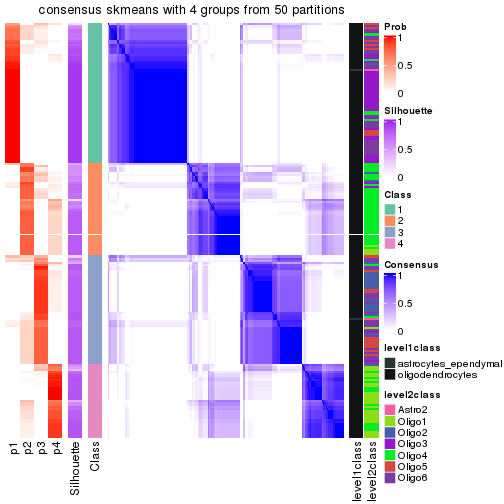 consensus skmeans with 4 groups from 50 partitions
Prob
1
0.5
0
Silhouette
1
0.5
0
Class
1
2
3
4
Consensus
1
0.5
0
level1class
astrocytes_ependymal
oligodendrocytes
level2class
Astro2
Oligo1
Oligo2
Oligo3
Oligo4
Oligo5
Oligo6
p1
p2
p3
p4
Silhouette
Class
level1class
level2class